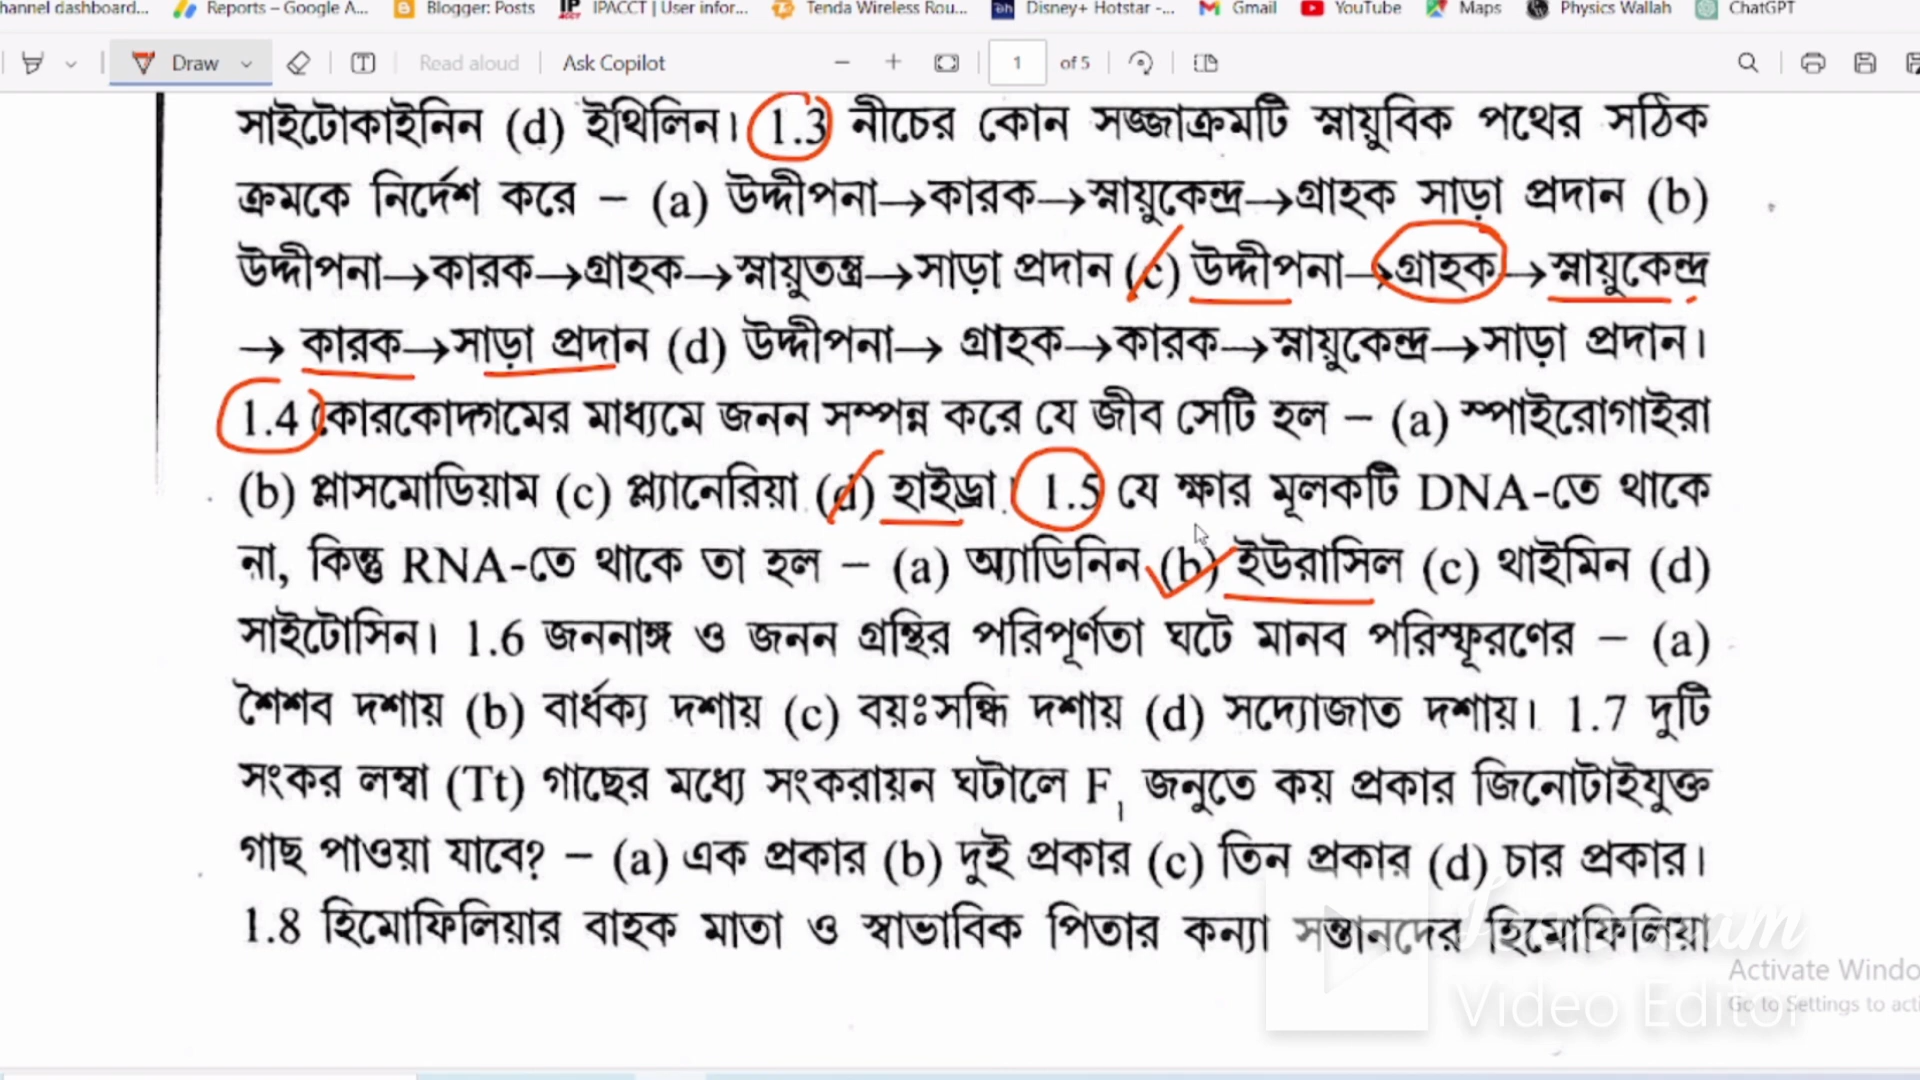 hannel dashboard... Reports – Google A... Blogger: Posts IPACCT | User infor... Tenda Wireless Rou... Disney+ Hotstar -... Gmail YouTube Maps Physics Wallah ChatGPT
Draw Read aloud Ask Copilot 1 of 5
সাইটোকাইনিন (d) ইথিলিন। 1.3 নীচের কোন সজ্জাক্রমটি স্নায়ুবিক পথের সঠিক
ক্রমকে নির্দেশ করে – (a) উদ্দীপনা→কারক→স্নায়ুকেন্দ্র→গ্রাহক সাড়া প্রদান (b)
উদ্দীপনা→কারক→গ্রাহক→স্নায়ুতন্ত্র→সাড়া প্রদান (c) উদ্দীপনা→গ্রাহক→স্নায়ুকেন্দ্র
→ কারক→সাড়া প্রদান (d) উদ্দীপনা→ গ্রাহক→কারক→স্নায়ুকেন্দ্র→সাড়া প্রদান।
1.4 কোরকোদ্গমের মাধ্যমে জনন সম্পন্ন করে যে জীব সেটি হল – (a) স্পাইরোগাইরা
(b) প্লাসমোডিয়াম (c) প্ল্যানেরিয়া (d) হাইড্রা। 1.5 যে ক্ষার মূলকটি DNA-তে থাকে
না, কিন্তু RNA-তে থাকে তা হল – (a) অ্যাডিনিন (b) ইউরাসিল (c) থাইমিন (d)
সাইটোসিন। 1.6 জননাঙ্গ ও জনন গ্রন্থির পরিপূর্ণতা ঘটে মানব পরিস্ফূরণের – (a)
শৈশব দশায় (b) বার্ধক্য দশায় (c) বয়ঃসন্ধি দশায় (d) সদ্যোজাত দশায়। 1.7 দুটি
সংকর লম্বা (Tt) গাছের মধ্যে সংকরায়ন ঘটালে F₁ জনুতে কয় প্রকার জিনোটাইযুক্ত
গাছ পাওয়া যাবে? – (a) এক প্রকার (b) দুই প্রকার (c) তিন প্রকার (d) চার প্রকার।
1.8 হিমোফিলিয়ার বাহক মাতা ও স্বাভাবিক পিতার কন্যা সন্তানদের হিমোফিলিয়া
Activate Windo
Go to Settings to acti
Video Editor